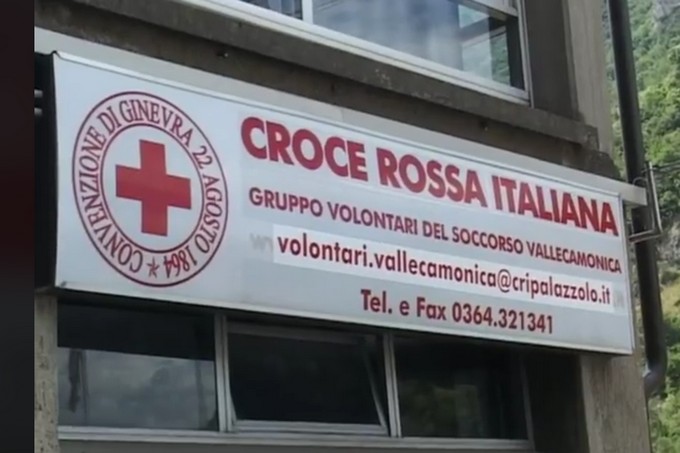 CONVENZIONE DI GINEVRA 22 AGOSTO 1864
CROCE ROSSA ITALIANA
GRUPPO VOLONTARI DEL SOCCORSO VALLECAMONICA
volontari.vallecamonica@cripalazzolo.it
Tel. e Fax 0364.321341